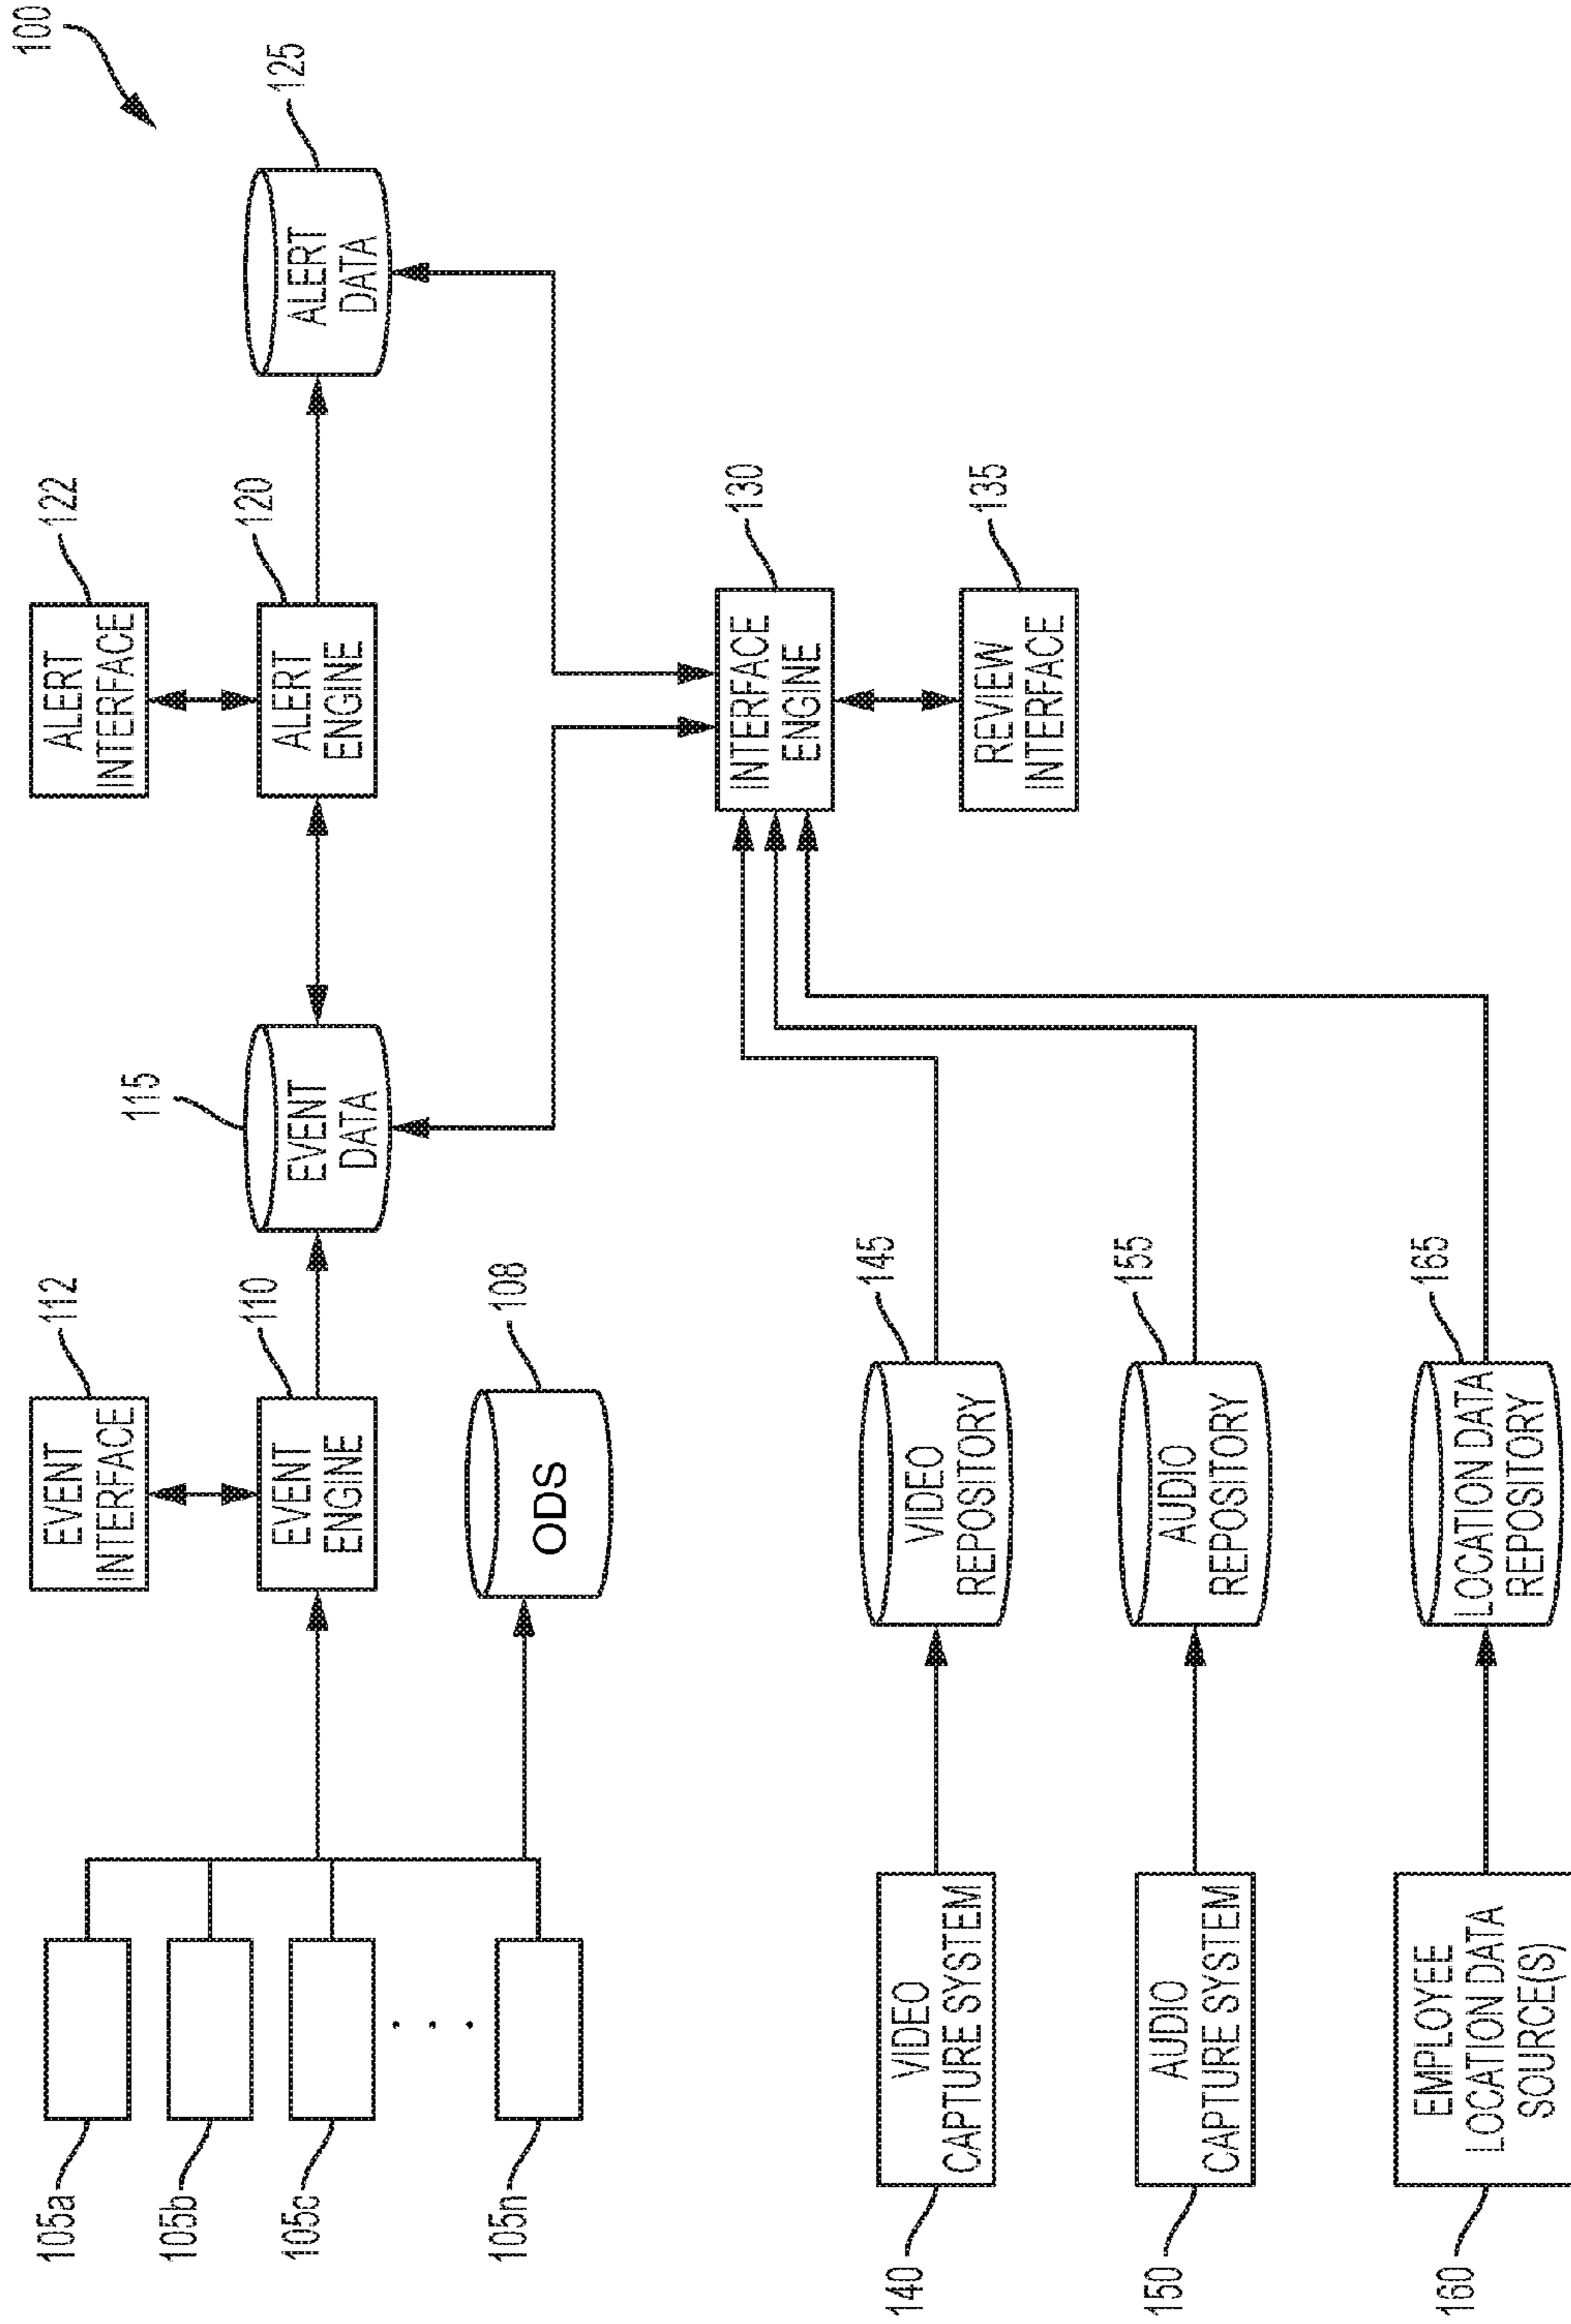 100
105a
105b
105c
. . .
105n
EVENT
INTERFACE
112
EVENT
ENGINE
110
ODS
108
EVENT
DATA
115
ALERT
INTERFACE
122
ALERT
ENGINE
120
ALERT
DATA
125
INTERFACE
ENGINE
130
REVIEW
INTERFACE
135
140
VIDEO
CAPTURE SYSTEM
VIDEO
REPOSITORY
145
150
AUDIO
CAPTURE SYSTEM
AUDIO
REPOSITORY
155
160
EMPLOYEE
LOCATION DATA
SOURCE(S)
LOCATION DATA
REPOSITORY
165